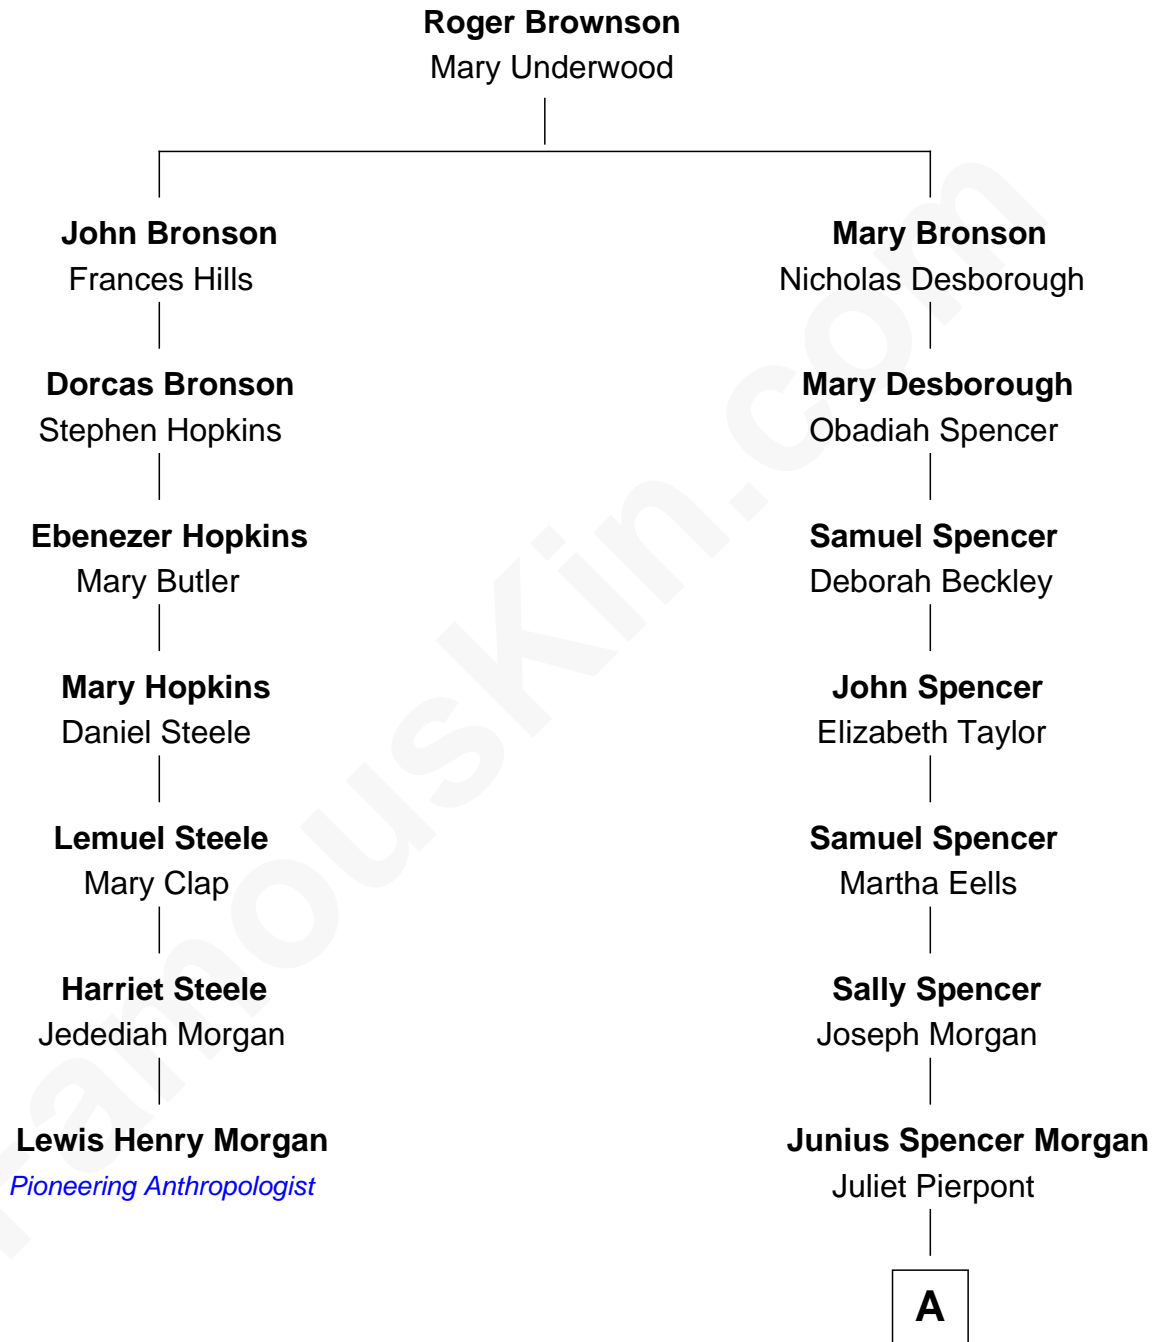 Roger Brownson
Mary Underwood
John Bronson
Frances Hills
Mary Bronson
Nicholas Desborough
Dorcas Bronson
Stephen Hopkins
Mary Desborough
Obadiah Spencer
Ebenezer Hopkins
Mary Butler
Samuel Spencer
Deborah Beckley
Mary Hopkins
Daniel Steele
John Spencer
Elizabeth Taylor
Lemuel Steele
Mary Clap
Samuel Spencer
Martha Eells
Harriet Steele
Jedediah Morgan
Sally Spencer
Joseph Morgan
Lewis Henry Morgan
Pioneering Anthropologist
Junius Spencer Morgan
Juliet Pierpont
A
FamousKin.com